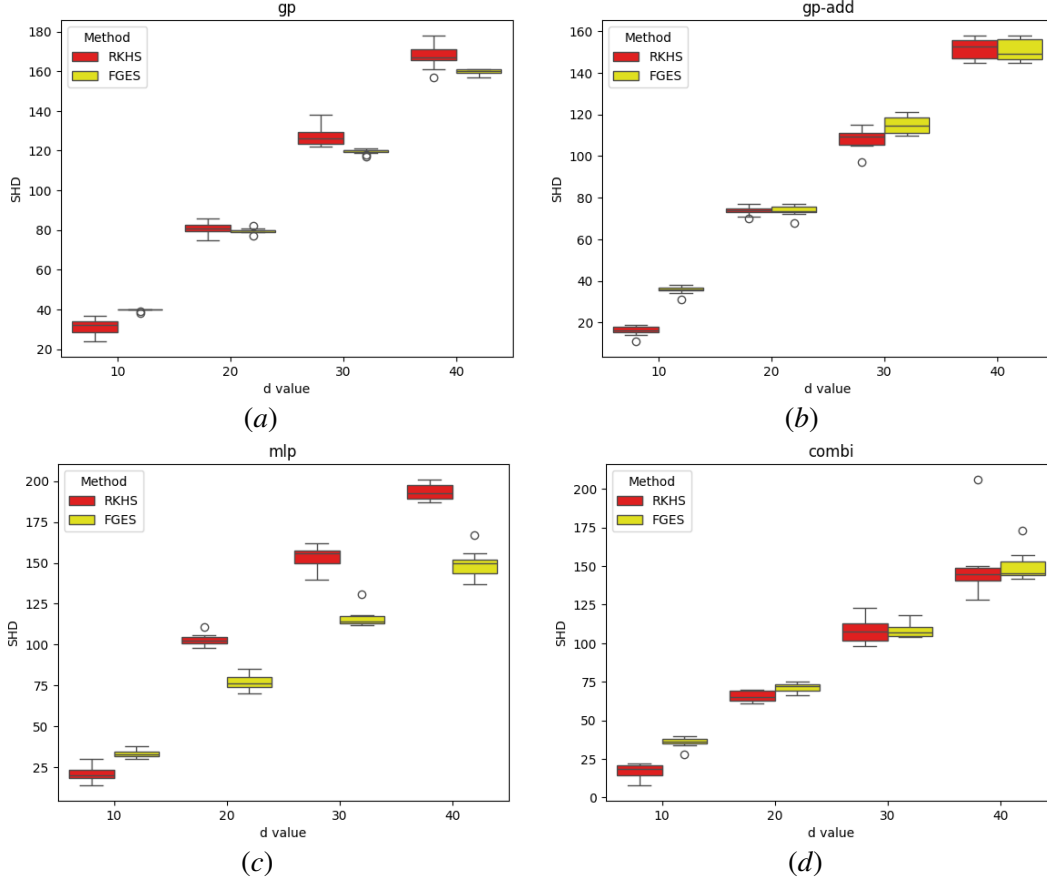 gp
Method
RKHS
FGES
SHD
180
160
140
120
100
80
60
40
20
10 20 30 40
d value
(a)
gp-add
Method
RKHS
FGES
SHD
160
140
120
100
80
60
40
20
10 20 30 40
d value
(b)
mlp
Method
RKHS
FGES
SHD
200
175
150
125
100
75
50
25
10 20 30 40
d value
(c)
combi
Method
RKHS
FGES
SHD
200
175
150
125
100
75
50
25
0
10 20 30 40
d value
(d)